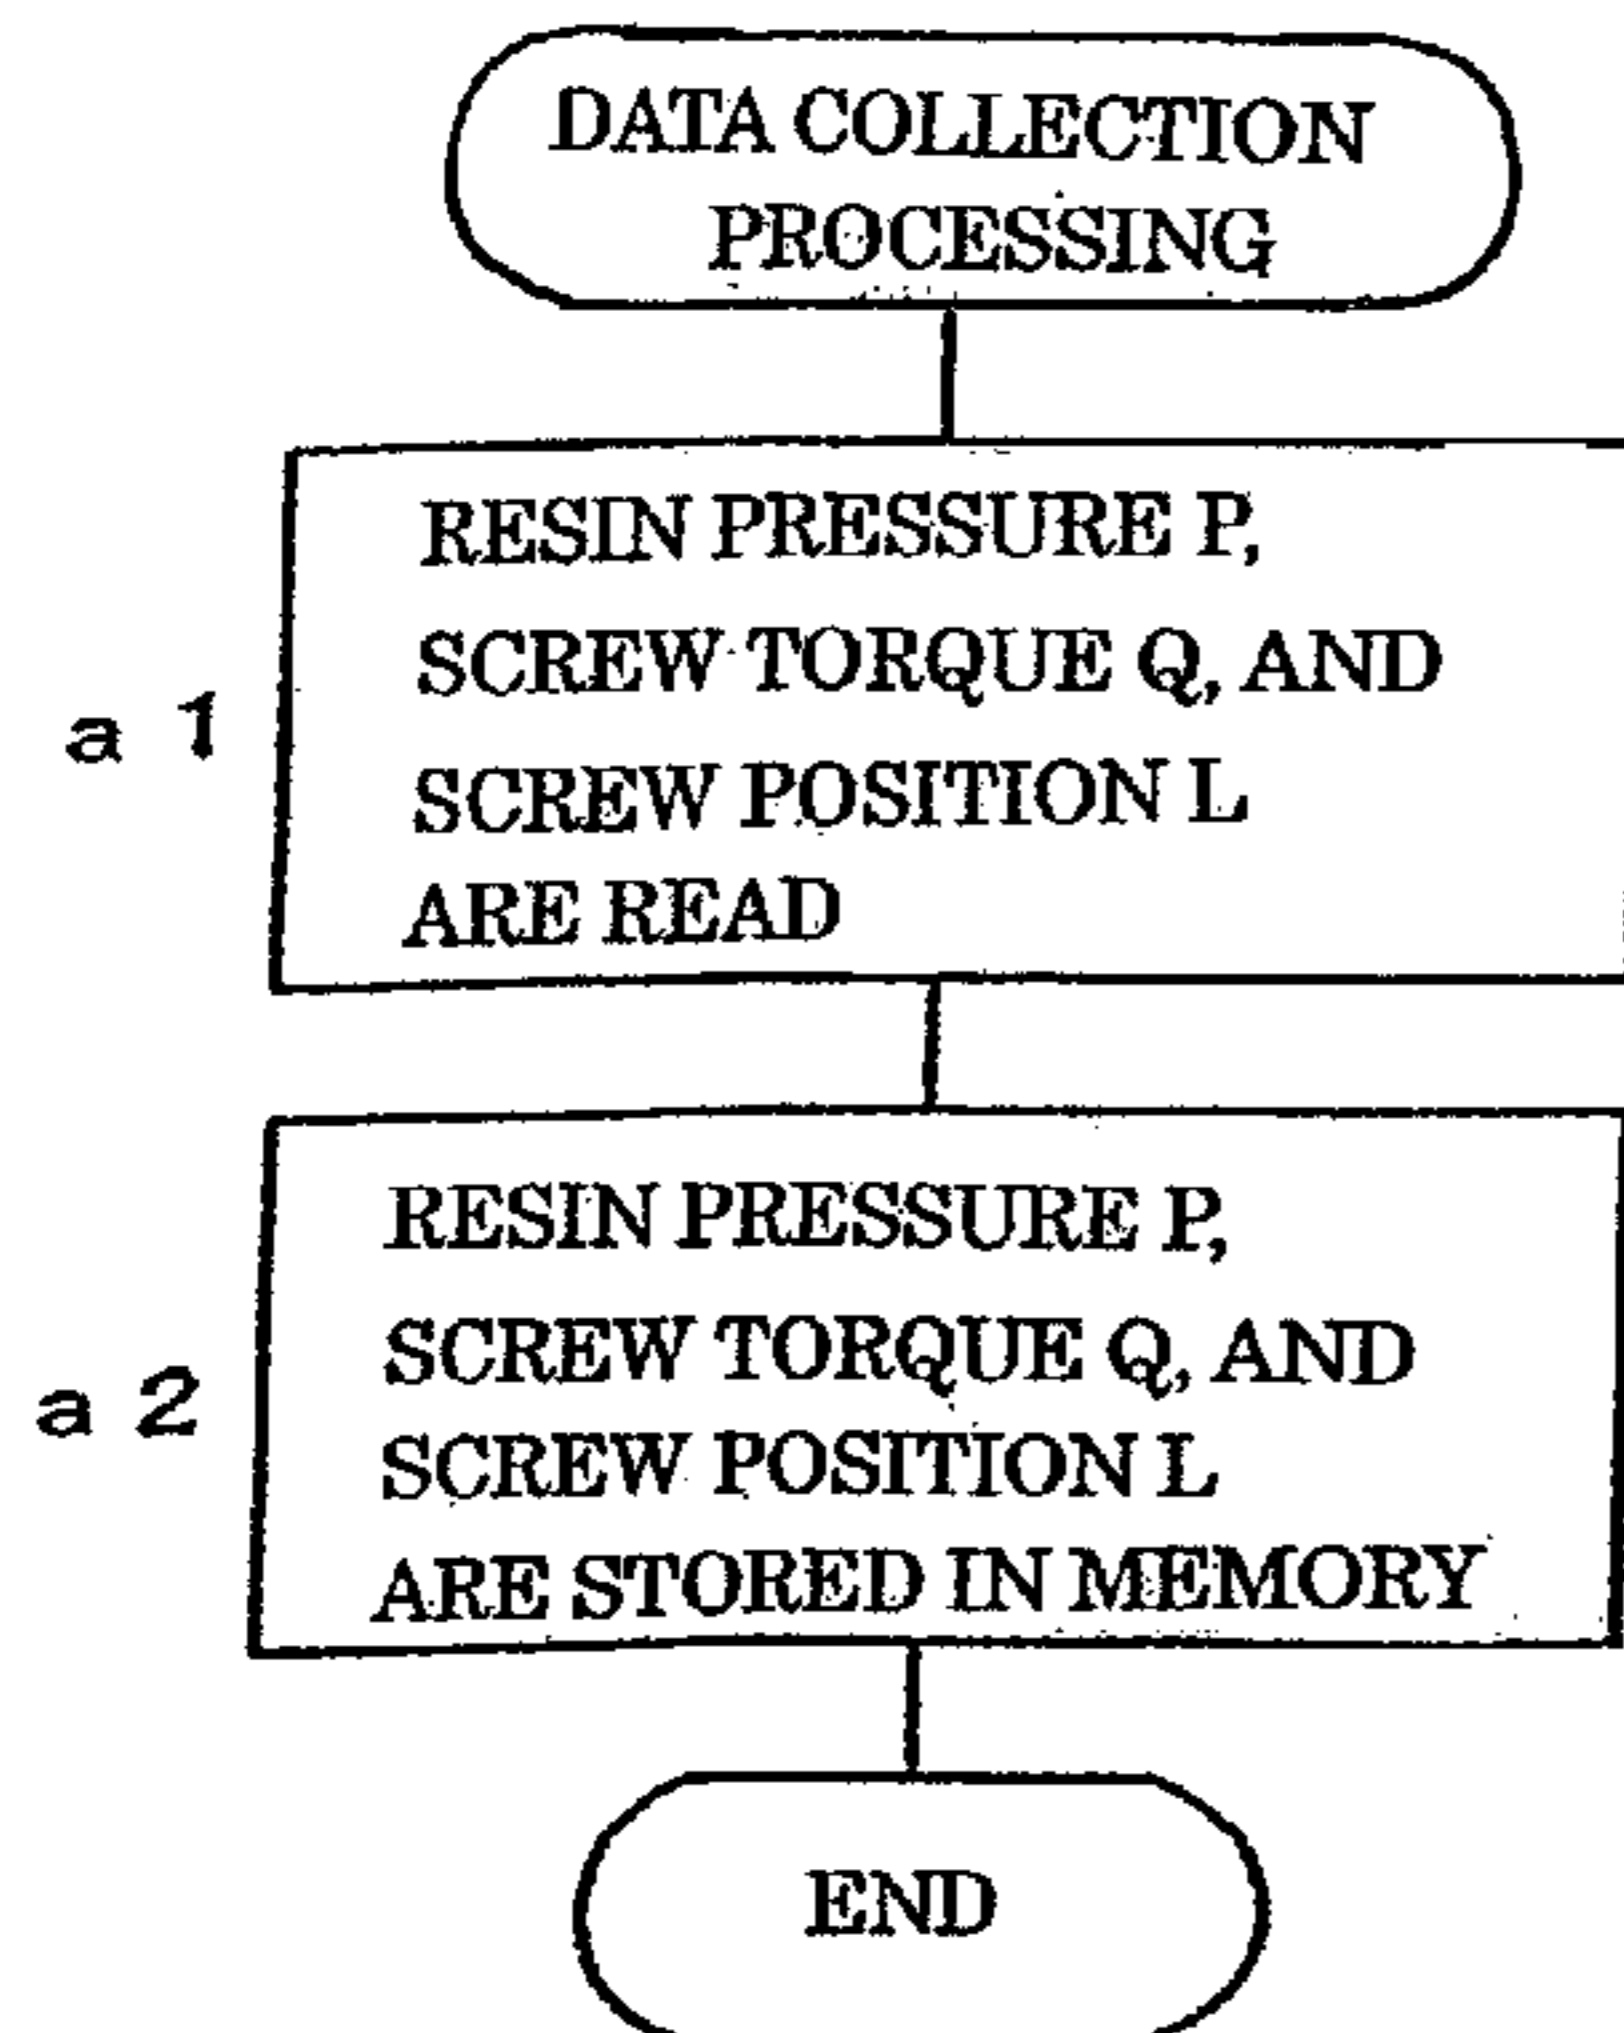 DATA COLLECTION
PROCESSING
a 1
RESIN PRESSURE P,
SCREW TORQUE Q, AND
SCREW POSITION L
ARE READ
a 2
RESIN PRESSURE P,
SCREW TORQUE Q, AND
SCREW POSITION L
ARE STORED IN MEMORY
END